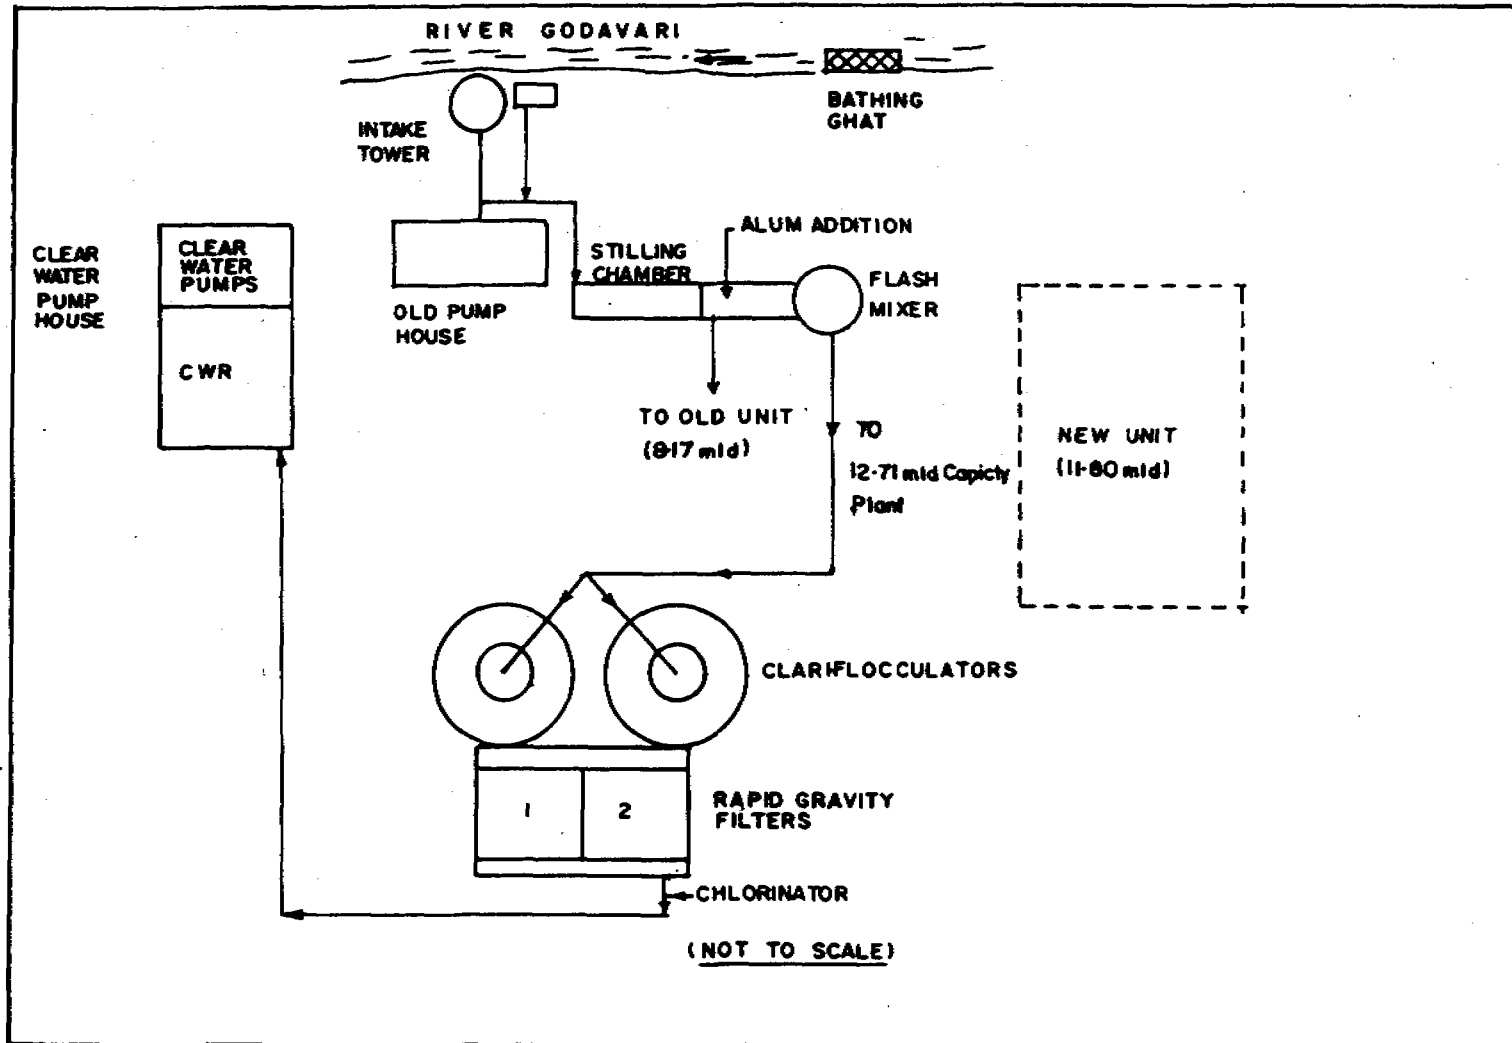 RIVER GODAVARI
BATHING
GHAT
INTAKE
TOWER
ALUM ADDITION
CLEAR
WATER
PUMP
HOUSE
CLEAR
WATER
PUMPS
STILLING
CHAMBER
FLASH
MIXER
OLD PUMP
HOUSE
CWR
TO OLD UNIT
(8·17 mld)
TO
12·71 mld Capicty
Plant
NEW UNIT
(11·80 mld)
CLARIFLOCCULATORS
1
2
RAPID GRAVITY
FILTERS
CHLORINATOR
(NOT TO SCALE)